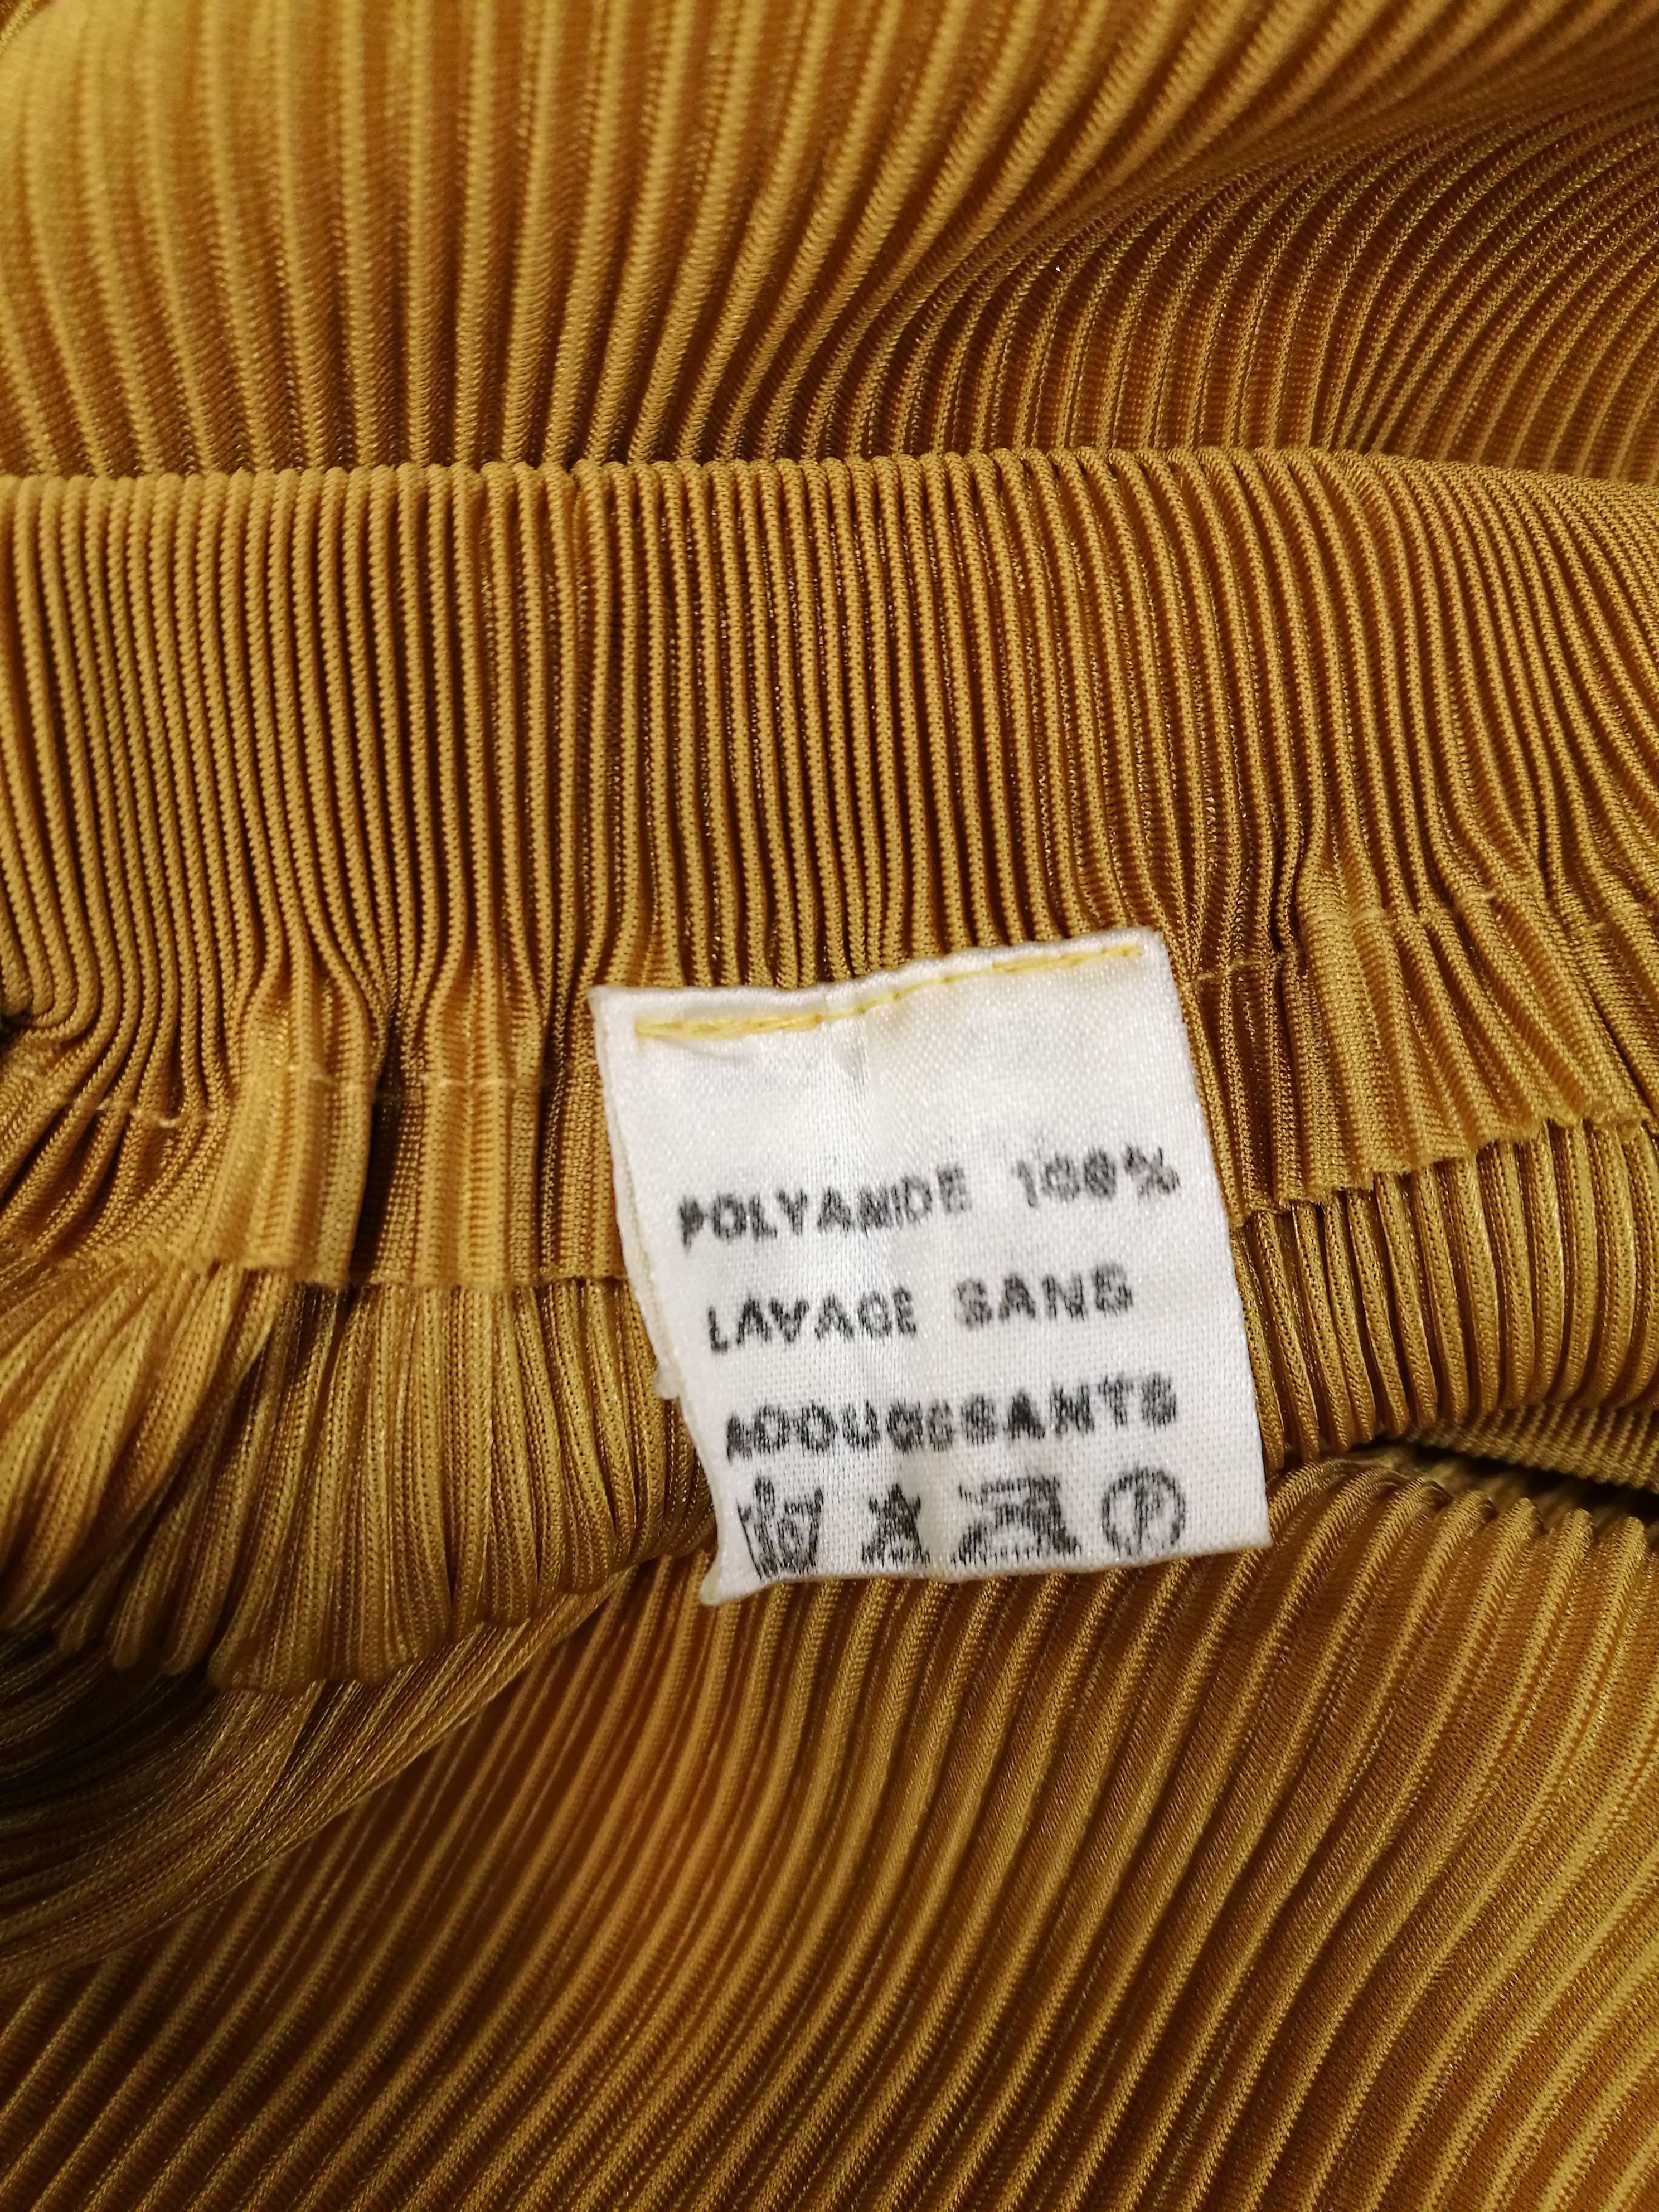 POLYAMIDE 100%
LAVAGE SANS
ADOUCISSANTS
P